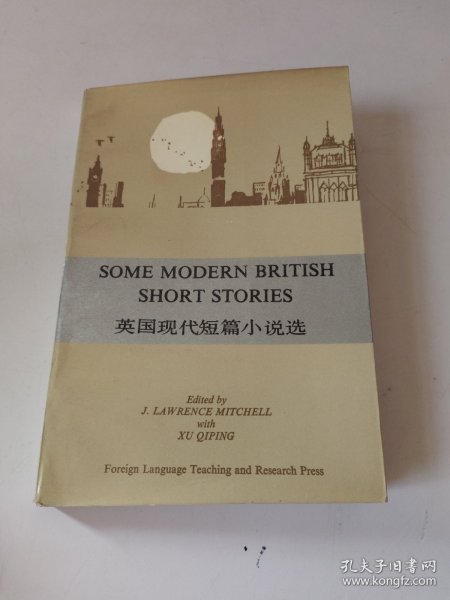 SOME MODERN BRITISH
SHORT STORIES
英国现代短篇小说选
Edited by
J. LAWRENCE MITCHELL
with
XU QIPING
Foreign Language Teaching and Research Press
孔夫子旧书网
www.kongfz.com